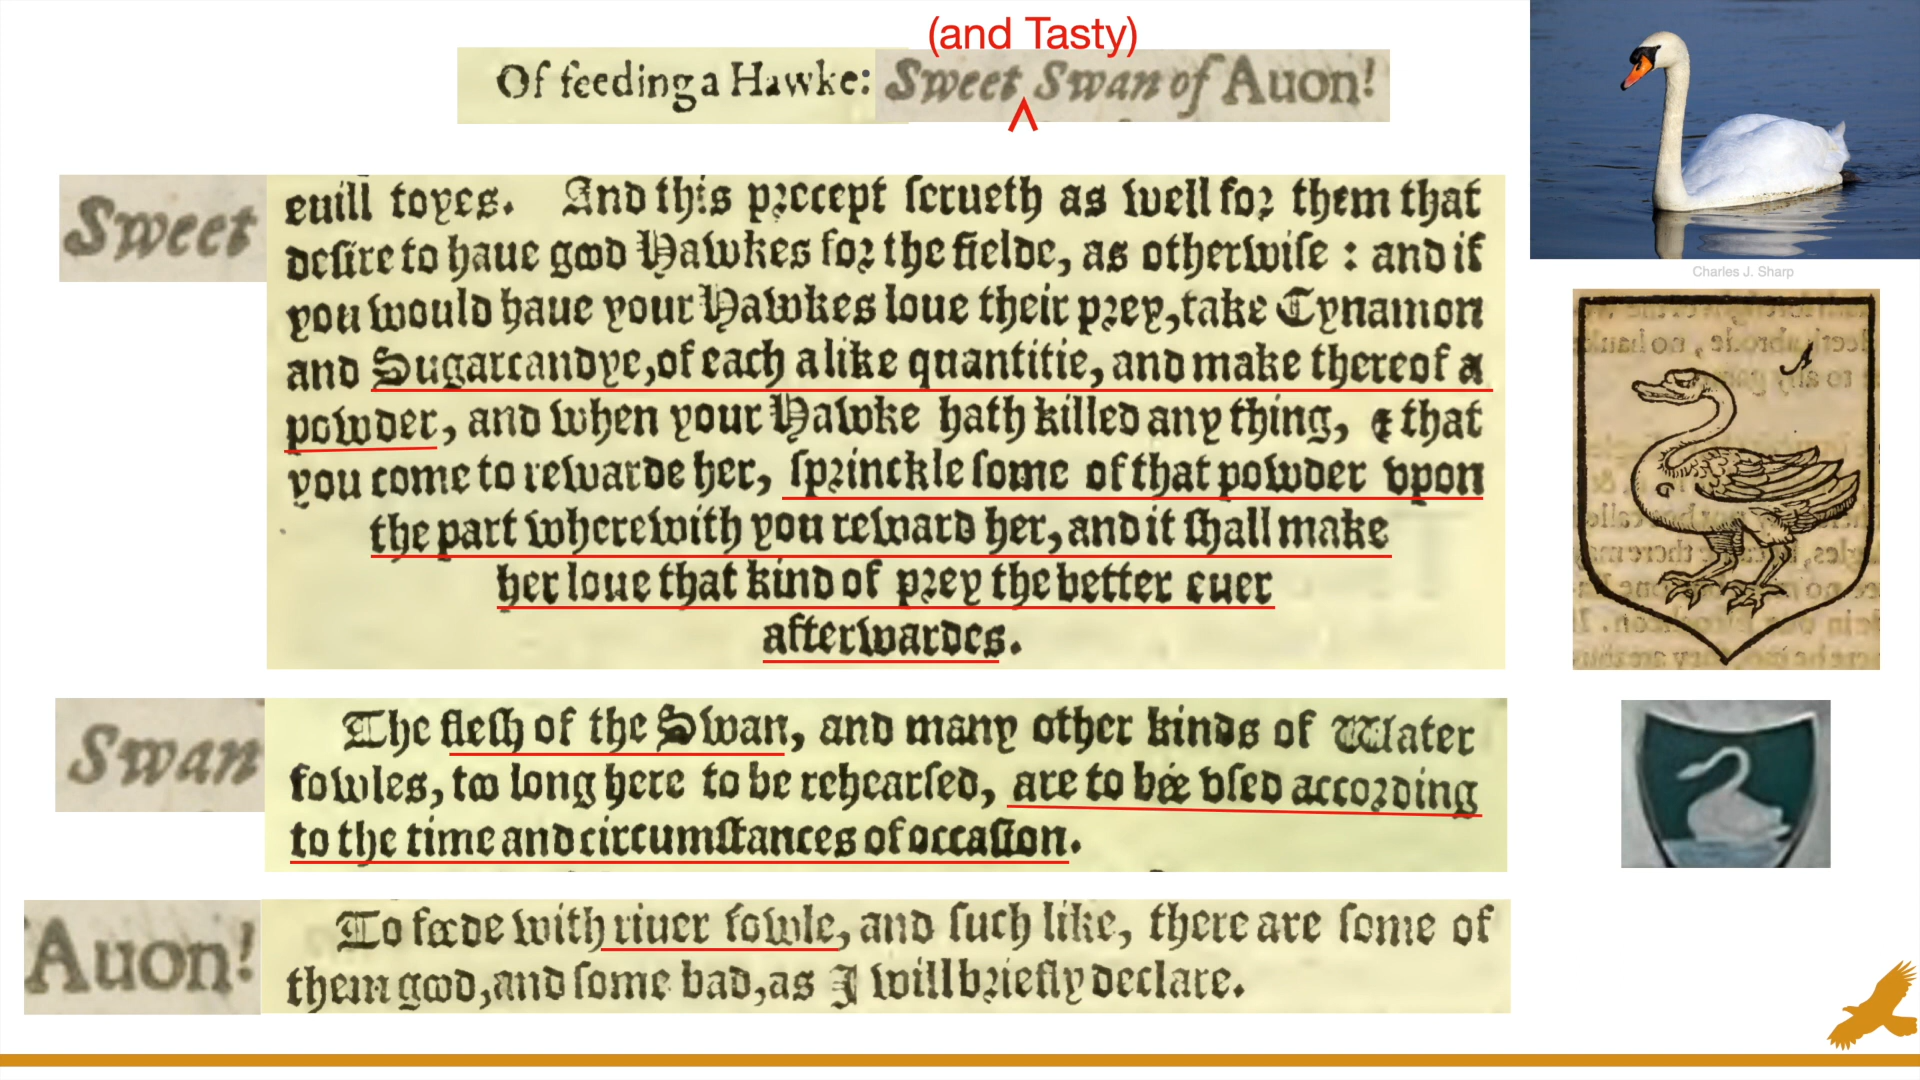 (and Tasty)
Of feeding a Hawke: Sweet Swan of Auon!
^
Charles J. Sharp
Sweet
euill toyes. And this precept serueth as well for them that
desire to haue good Hawkes for the fielde, as otherwise : and if
you would haue your Hawkes loue their prey, take Cynamon
and Sugarcandye, of each alike quantitie, and make thereof a
powder, and when your Hawke hath killed any thing, & that
you come to rewarde her, sprinckle some of that powder vpon
the part wherewith you reward her, and it shall make
her loue that kind of prey the better euer
afterwardes.
Swan
The flesh of the Swan, and many other kinds of Water
fowles, too long here to be rehearsed, are to bee vsed according
to the time and circumstances of occasion.
Auon!
To foede with riuer fowle, and such like, there are some of
them good, and some bad, as I will briefly declare.